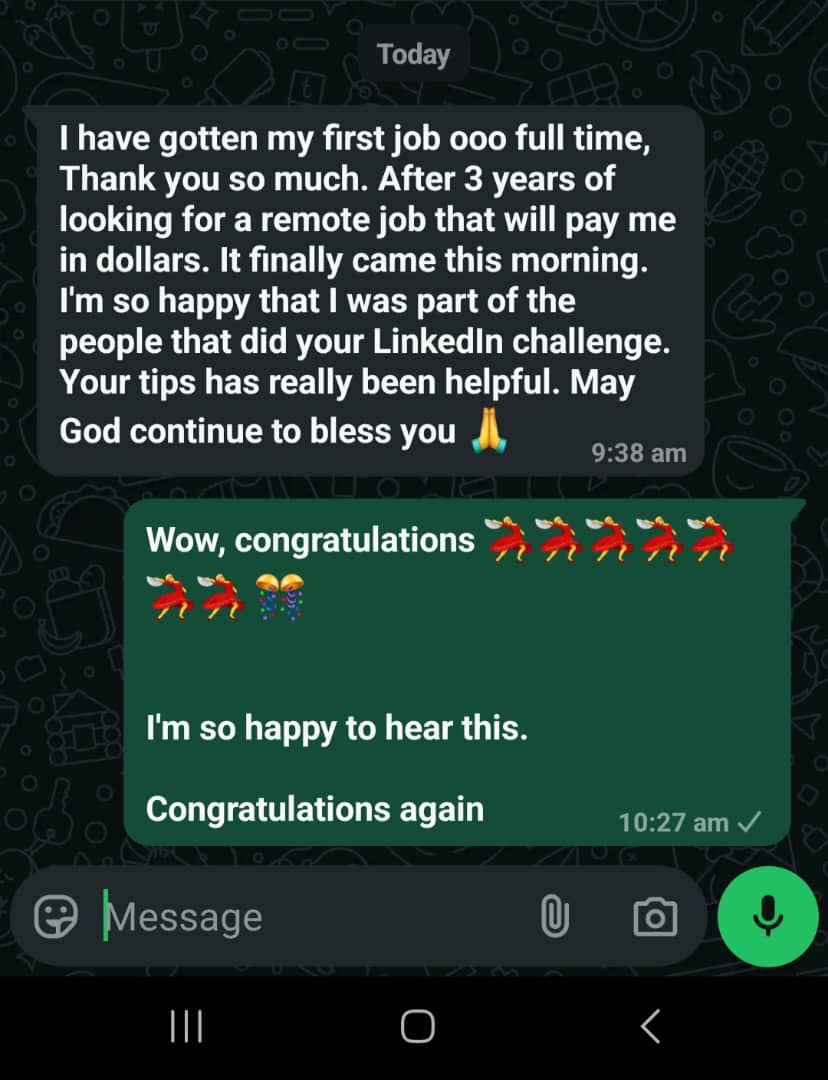 Today
I have gotten my first job ooo full time,
Thank you so much. After 3 years of
looking for a remote job that will pay me
in dollars. It finally came this morning.
I'm so happy that I was part of the
people that did your LinkedIn challenge.
Your tips has really been helpful. May
God continue to bless you 🙏
9:38 am
Wow, congratulations 💃💃💃💃💃
💃💃🎊
I'm so happy to hear this.
Congratulations again
10:27 am
Message